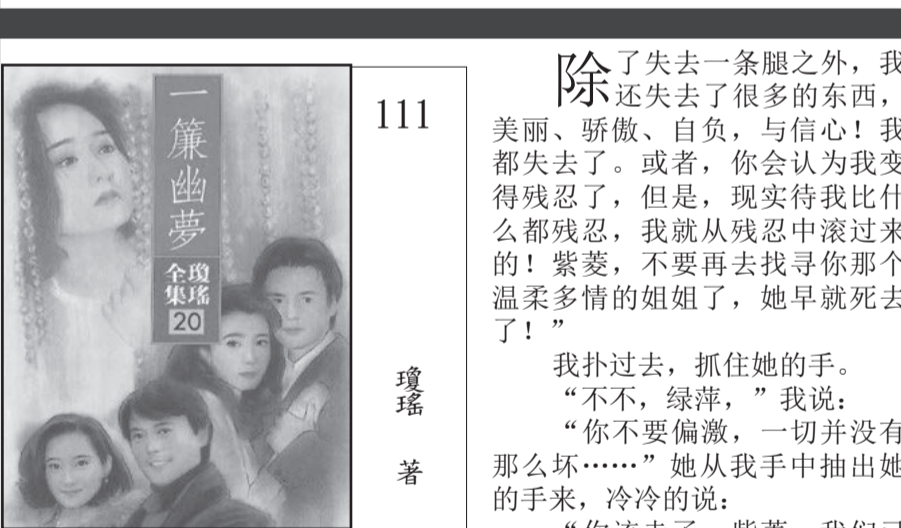 一簾幽夢
瓊瑤
全集
20
111
瓊瑤 著
除了失去一条腿之外，我
还失去了很多的东西，
美丽、骄傲、自负，与信心！我
都失去了。或者，你会认为我变
得残忍了，但是，现实待我比什
么都残忍，我就从残忍中滚过来
的！紫菱，不要再去找寻你那个
温柔多情的姐姐了，她早就死去
了！”
我扑过去，抓住她的手。
“不不，绿萍，”我说：
“你不要偏激，一切并没有
那么坏……”她从我手中抽出她
的手来，冷冷的说：